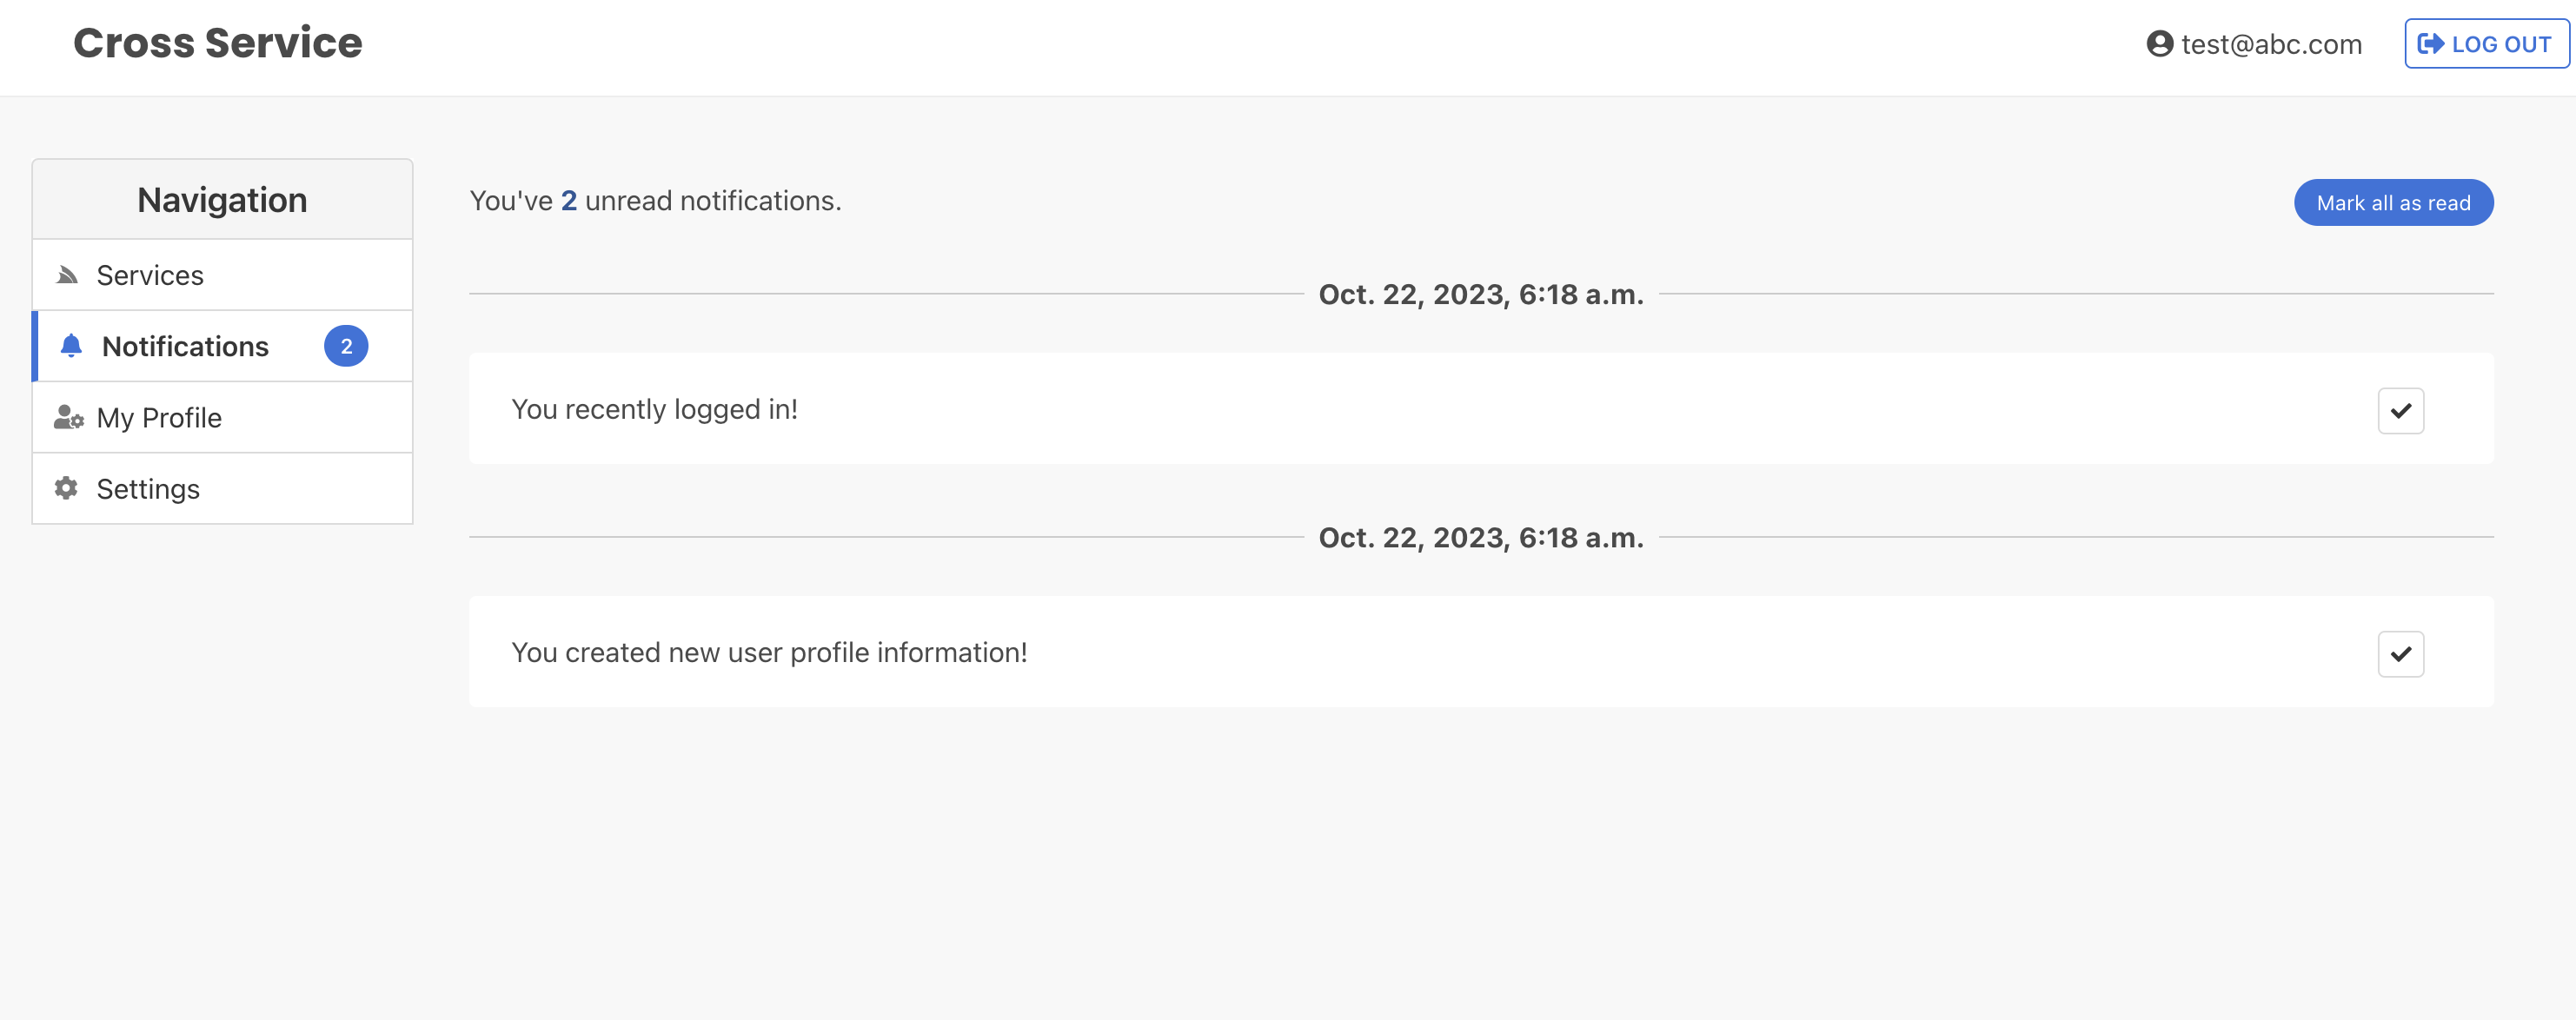 Cross Service
test@abc.com
LOG OUT
Navigation
Services
Notifications 2
My Profile
Settings
You've 2 unread notifications.
Mark all as read
Oct. 22, 2023, 6:18 a.m.
You recently logged in!
Oct. 22, 2023, 6:18 a.m.
You created new user profile information!